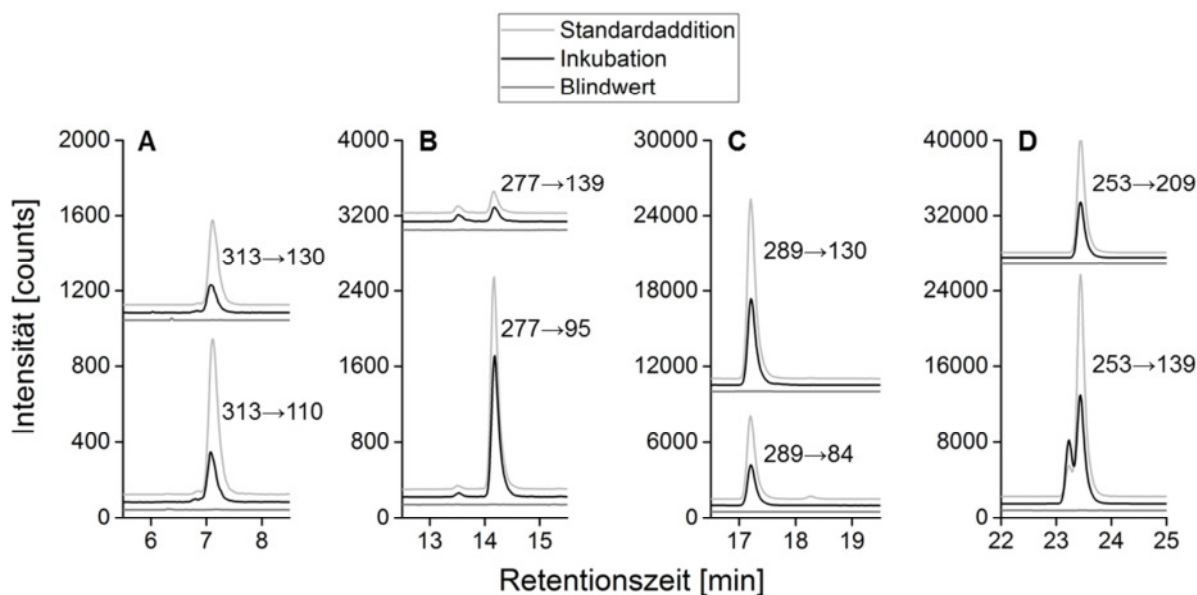 Standardaddition
Inkubation
Blindwert
Intensität [counts]
A
2000
1600
1200
800
400
0
313→130
313→110
6 7 8
B
4000
3200
2400
1600
800
0
277→139
277→95
13 14 15
C
30000
24000
18000
12000
6000
0
289→130
289→84
17 18 19
D
40000
32000
24000
16000
8000
0
253→209
253→139
22 23 24 25
Retentionszeit [min]